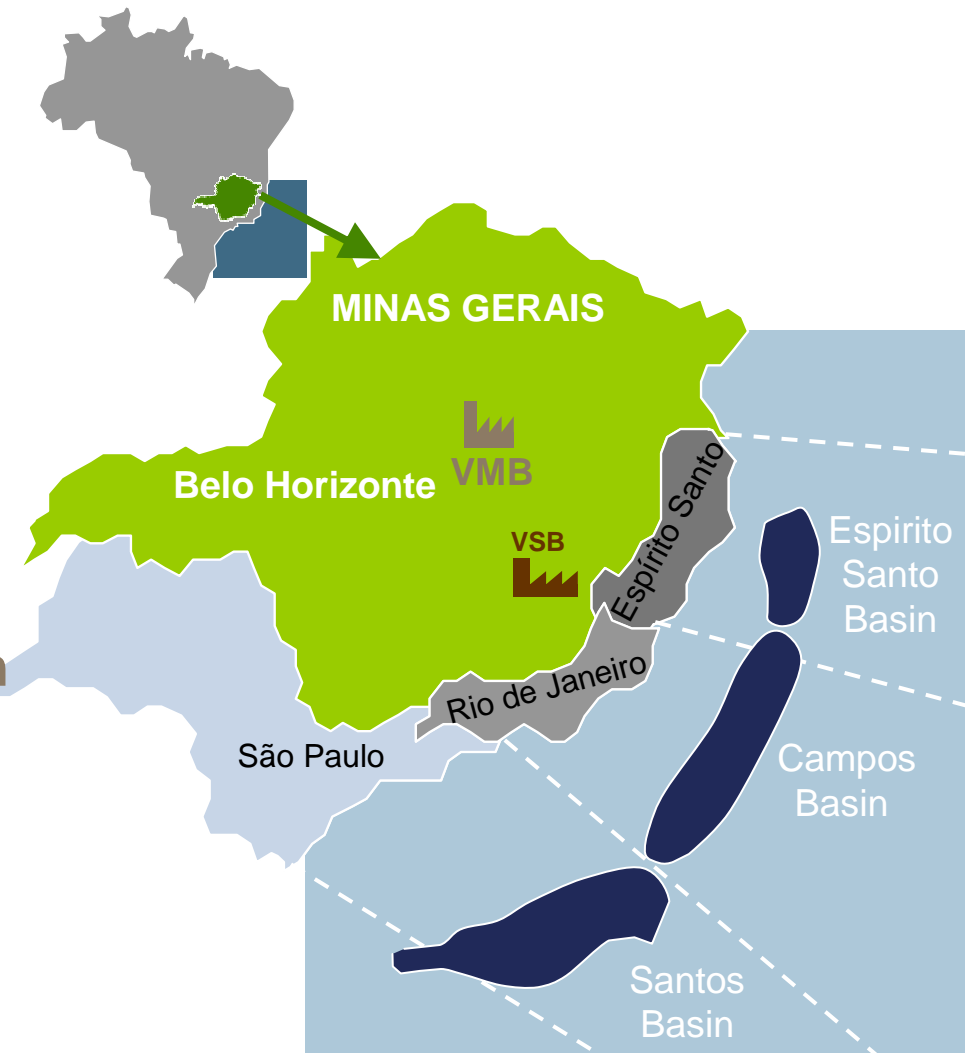 MINAS GERAIS
VMB
Belo Horizonte
VSB
Espírito Santo
Espirito
Santo
Basin
Rio de Janeiro
São Paulo
Campos
Basin
Santos
Basin